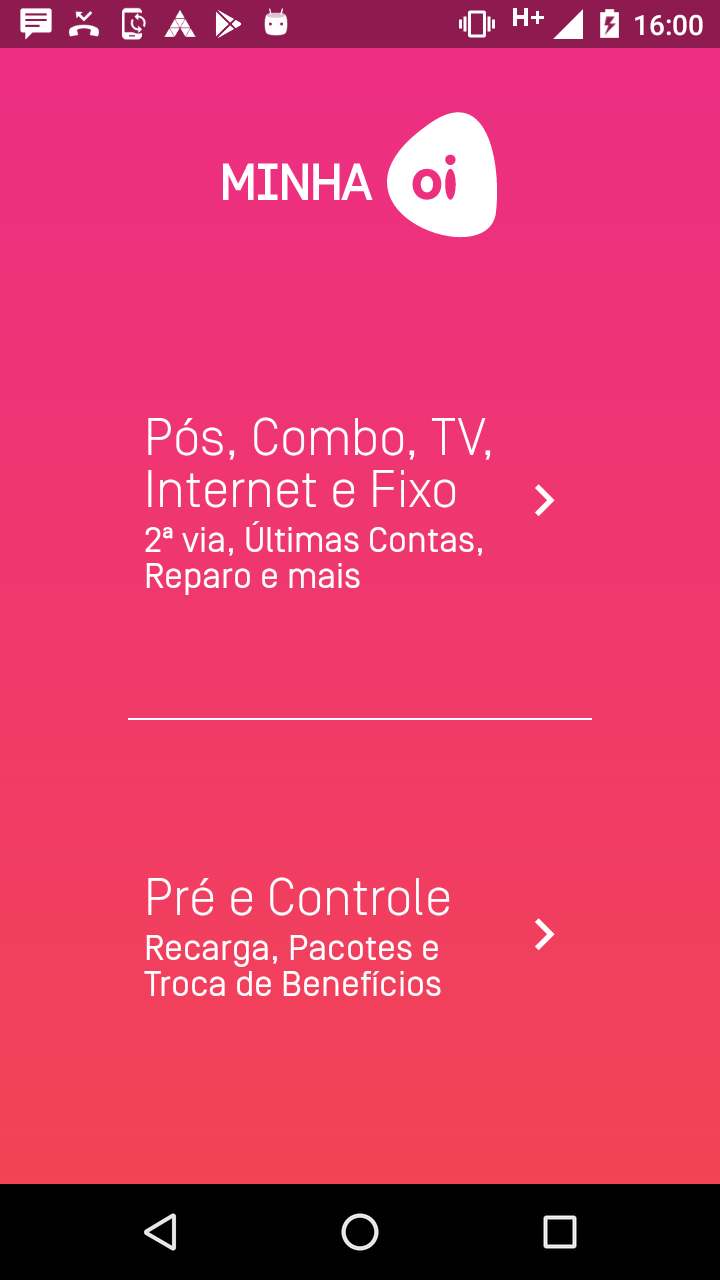 H+ 16:00
MINHA oi
Pós, Combo, TV,
Internet e Fixo
2ª via, Últimas Contas,
Reparo e mais
Pré e Controle
Recarga, Pacotes e
Troca de Benefícios